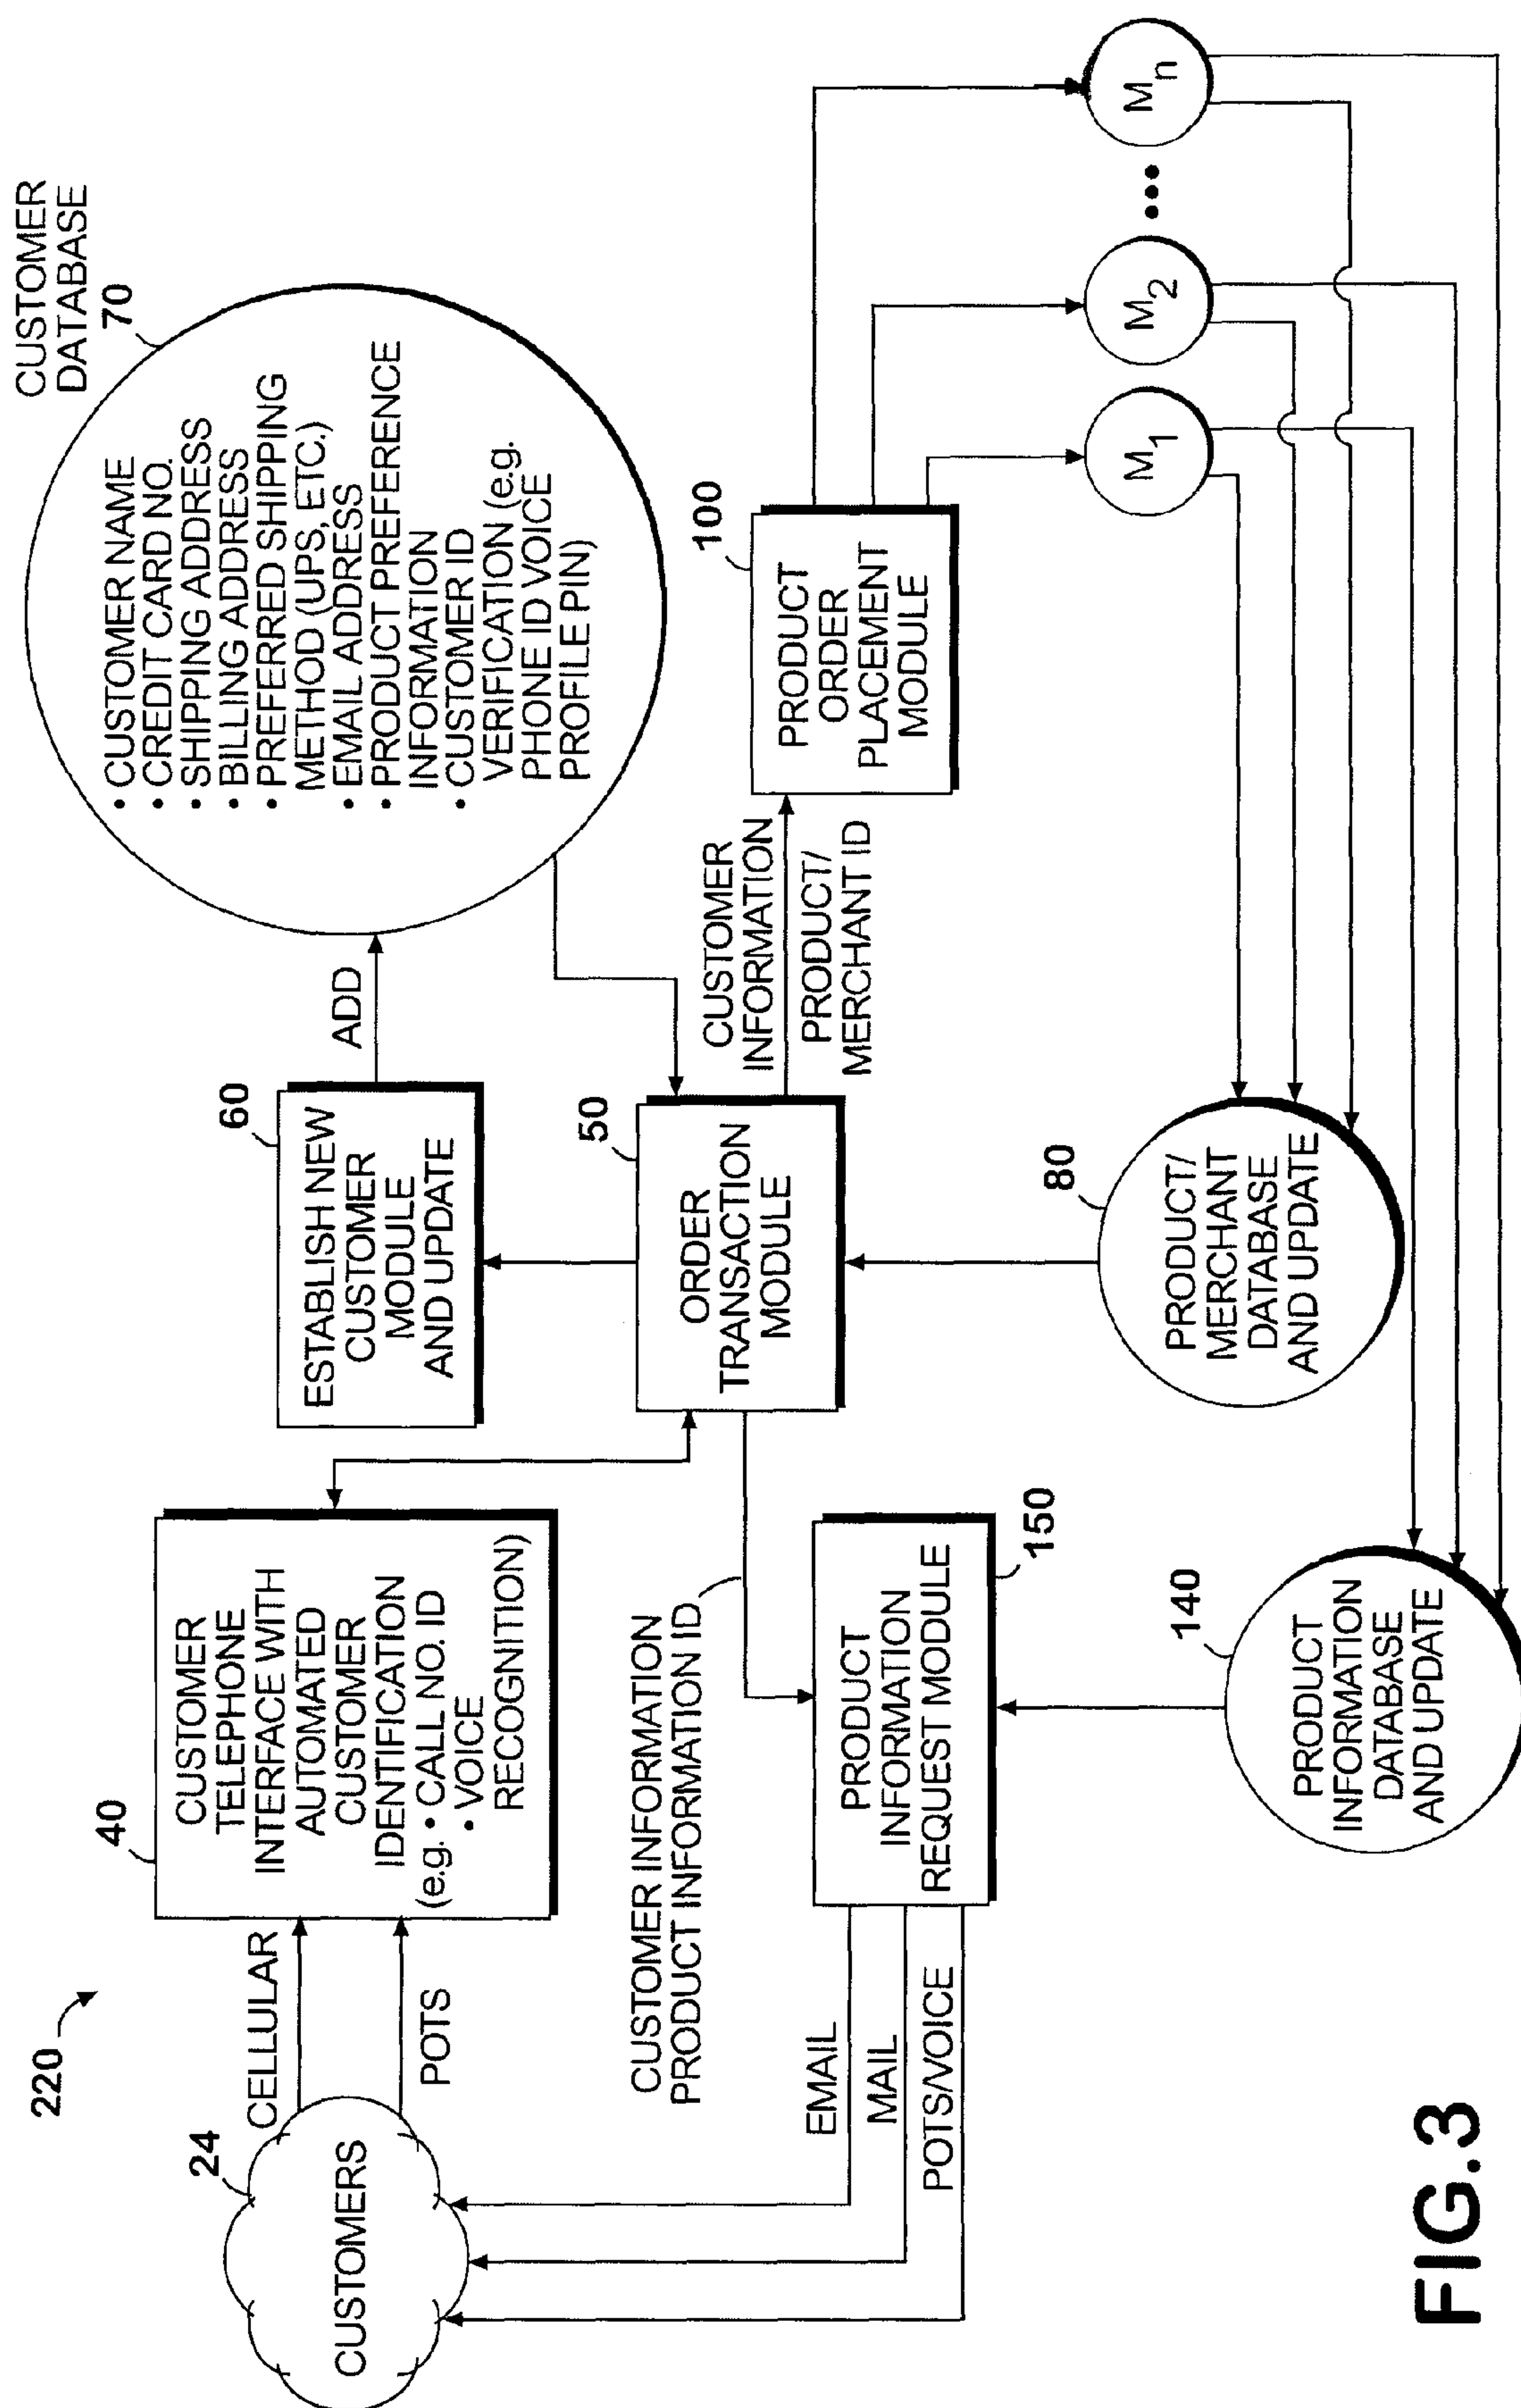 220
24
CUSTOMERS
CELLULAR
POTS
40
CUSTOMER
TELEPHONE
INTERFACE WITH
AUTOMATED
CUSTOMER
IDENTIFICATION
(e.g. • CALL NO. ID
• VOICE
RECOGNITION)
60
ESTABLISH NEW
CUSTOMER
MODULE
AND UPDATE
ADD
CUSTOMER
DATABASE
70
• CUSTOMER NAME
• CREDIT CARD NO.
• SHIPPING ADDRESS
• BILLING ADDRESS
• PREFERRED SHIPPING
METHOD (UPS, ETC.)
• EMAIL ADDRESS
• PRODUCT PREFERENCE
INFORMATION
• CUSTOMER ID
VERIFICATION (e.g.
PHONE ID VOICE
PROFILE PIN)
50
ORDER
TRANSACTION
MODULE
CUSTOMER
INFORMATION
PRODUCT/
MERCHANT ID
100
PRODUCT
ORDER
PLACEMENT
MODULE
CUSTOMER INFORMATION
PRODUCT INFORMATION ID
EMAIL
MAIL
POTS/VOICE
PRODUCT
INFORMATION
REQUEST MODULE
150
80
PRODUCT/
MERCHANT
DATABASE
AND UPDATE
M1
M2
•••
Mn
140
PRODUCT
INFORMATION
DATABASE
AND UPDATE
FIG.3